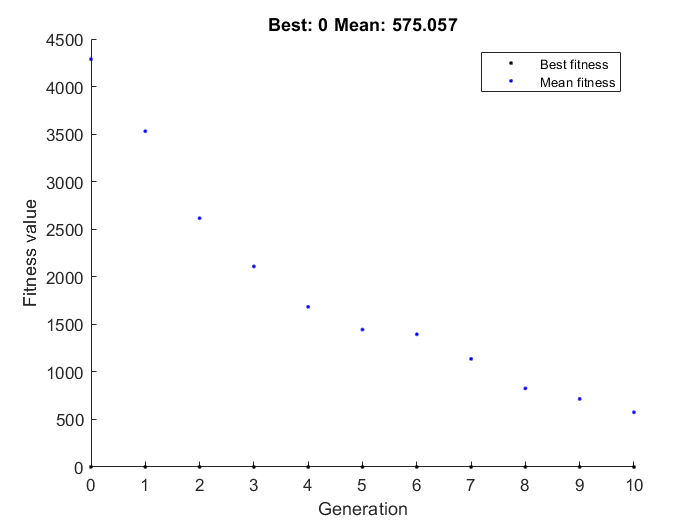 Best: 0 Mean: 575.057
4500
4000
3500
3000
2500
2000
1500
1000
500
0
Fitness value
Best fitness
Mean fitness
0 1 2 3 4 5 6 7 8 9 10
Generation